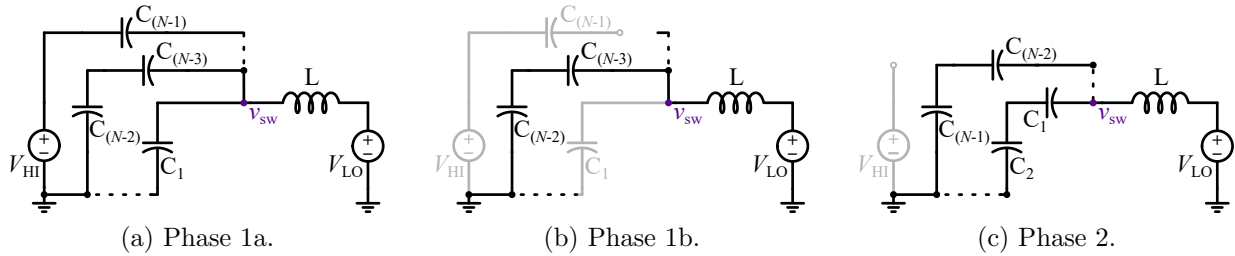 C(N-1)
C(N-3)
L
vsw
C(N-2)
C1
VHI
+
−
VLO
+
−
(a) Phase 1a.
C(N-1)
C(N-3)
L
vsw
C(N-2)
C1
VHI
+
−
VLO
+
−
(b) Phase 1b.
C(N-2)
L
C1
vsw
C(N-1)
C2
VHI
+
−
VLO
+
−
(c) Phase 2.